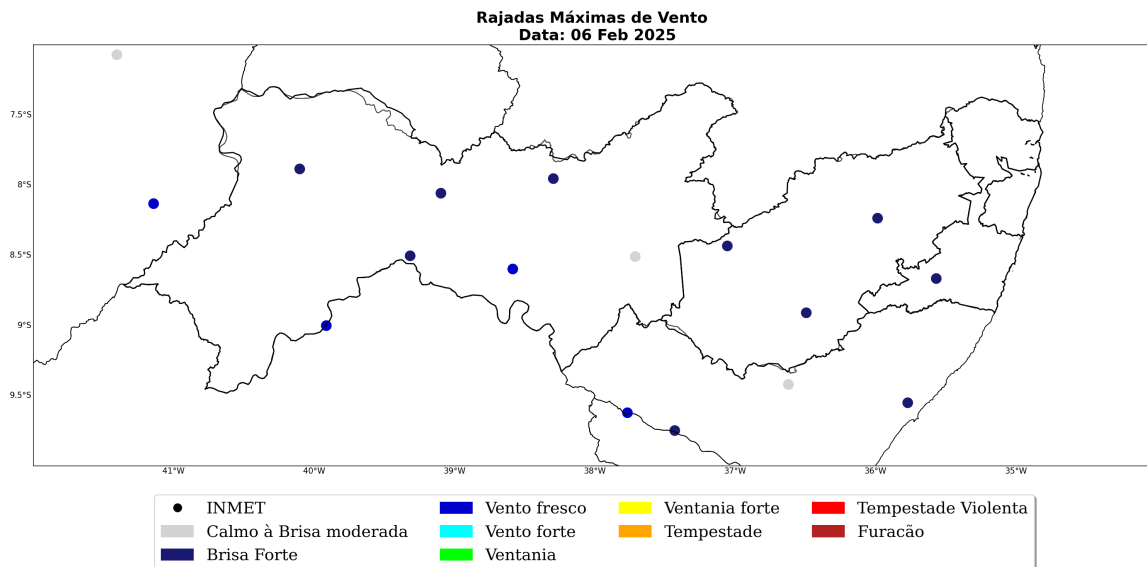 Rajadas Máximas de Vento
Data: 06 Feb 2025
7.5°S
8°S
8.5°S
9°S
9.5°S
41°W 40°W 39°W 38°W 37°W 36°W 35°W
INMET Vento fresco Ventania forte Tempestade Violenta
Calmo à Brisa moderada Vento forte Tempestade Furacão
Brisa Forte Ventania